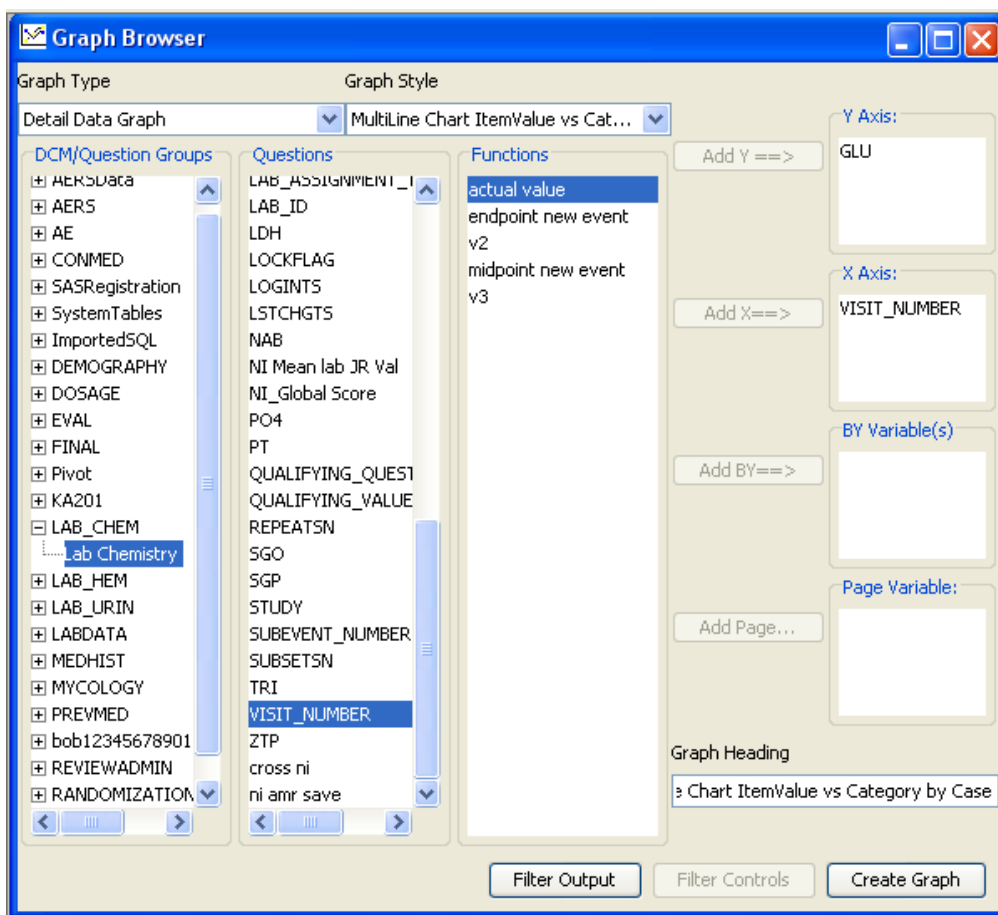 Graph Browser
Graph Type
Graph Style
Detail Data Graph
MultiLine Chart ItemValue vs Cat...
DCM/Question Groups
AERSData
AERS
AE
CONMED
SASRegistration
SystemTables
ImportedSQL
DEMOGRAPHY
DOSAGE
EVAL
FINAL
Pivot
KA201
LAB_CHEM
Lab Chemistry
LAB_HEM
LAB_URIN
LABDATA
MEDHIST
MYCOLOGY
PREVMED
bob12345678901
REVIEWADMIN
RANDOMIZATION
Questions
LAB_ASSIGNMENT_T
LAB_ID
LDH
LOCKFLAG
LOGINTS
LSTCHGTS
NAB
NI Mean lab JR Val
NI_Global Score
PO4
PT
QUALIFYING_QUEST
QUALIFYING_VALUE
REPEATSN
SGO
SGP
STUDY
SUBEVENT_NUMBER
SUBSETSN
TRI
VISIT_NUMBER
ZTP
cross ni
ni amr save
Functions
actual value
endpoint new event
v2
midpoint new event
v3
Add Y ==>
Add X==>
Add BY==>
Add Page...
Y Axis:
GLU
X Axis:
VISIT_NUMBER
BY Variable(s)
Page Variable:
Graph Heading
e Chart ItemValue vs Category by Case
Filter Output
Filter Controls
Create Graph